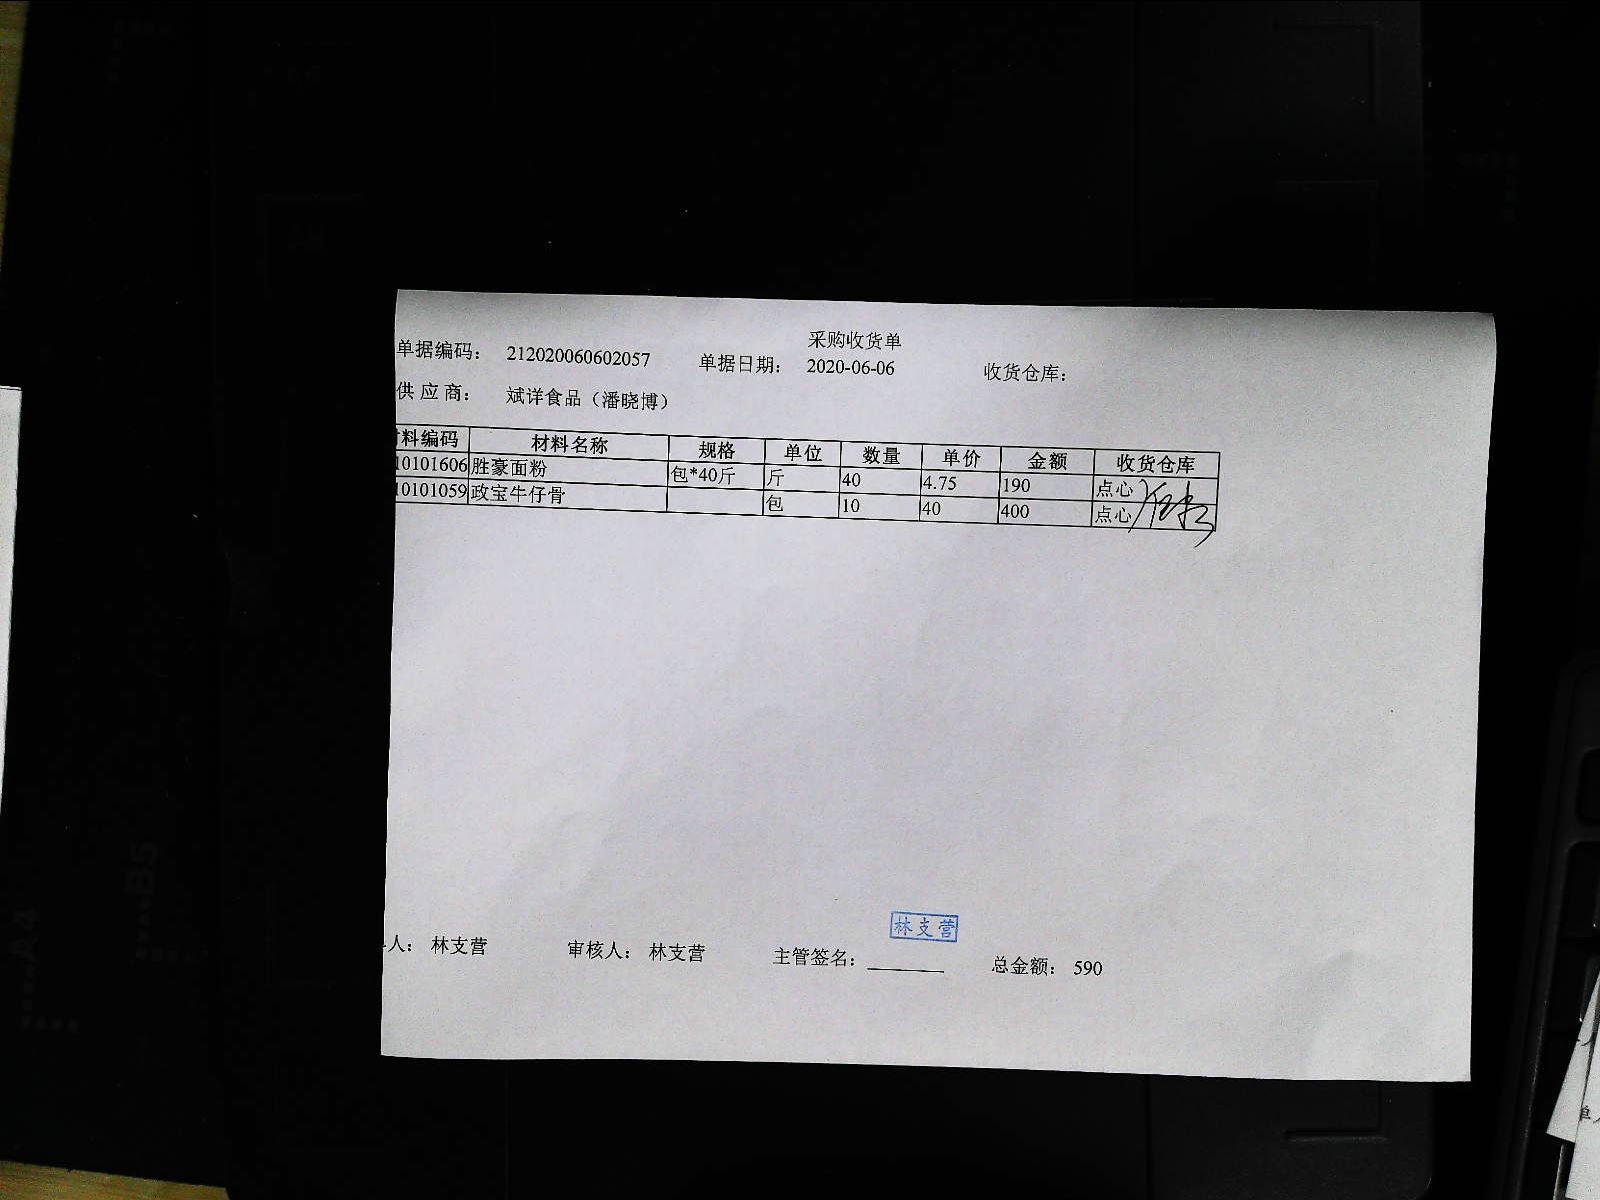 采购收货单
单据编码： 212020060602057 单据日期： 2020-06-06 收货仓库：
供 应 商： 斌详食品（潘晓博）
料编码 材料名称 规格 单位 数量 单价 金额 收货仓库
10101606 胜豪面粉 包*40斤 斤 40 4.75 190 点心
10101059 政宝牛仔骨 包 10 40 400 点心
林支营
人： 林支营 审核人： 林支营 主管签名： 总金额： 590
A4
B5